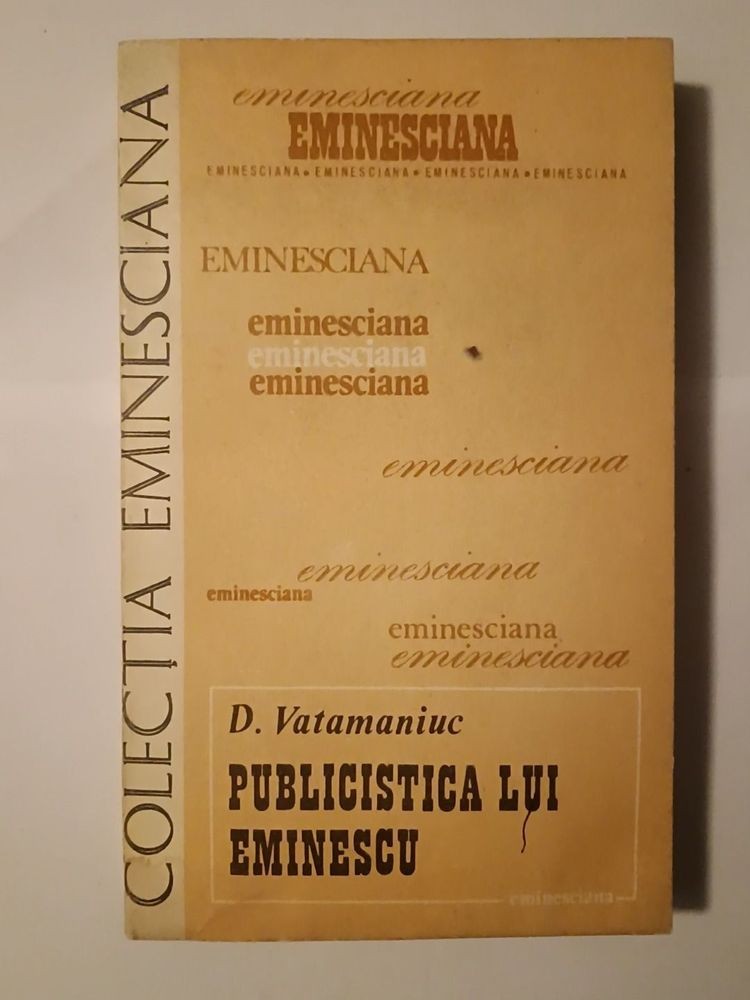 COLECȚIA EMINESCIANA
eminesciana
EMINESCIANA
EMINESCIANA • EMINESCIANA • EMINESCIANA • EMINESCIANA
EMINESCIANA
eminesciana
eminesciana
eminesciana
eminesciana
eminesciana
eminesciana
eminesciana
eminesciana
D. Vatamaniuc
PUBLICISTICA LUI
EMINESCU
eminesciana